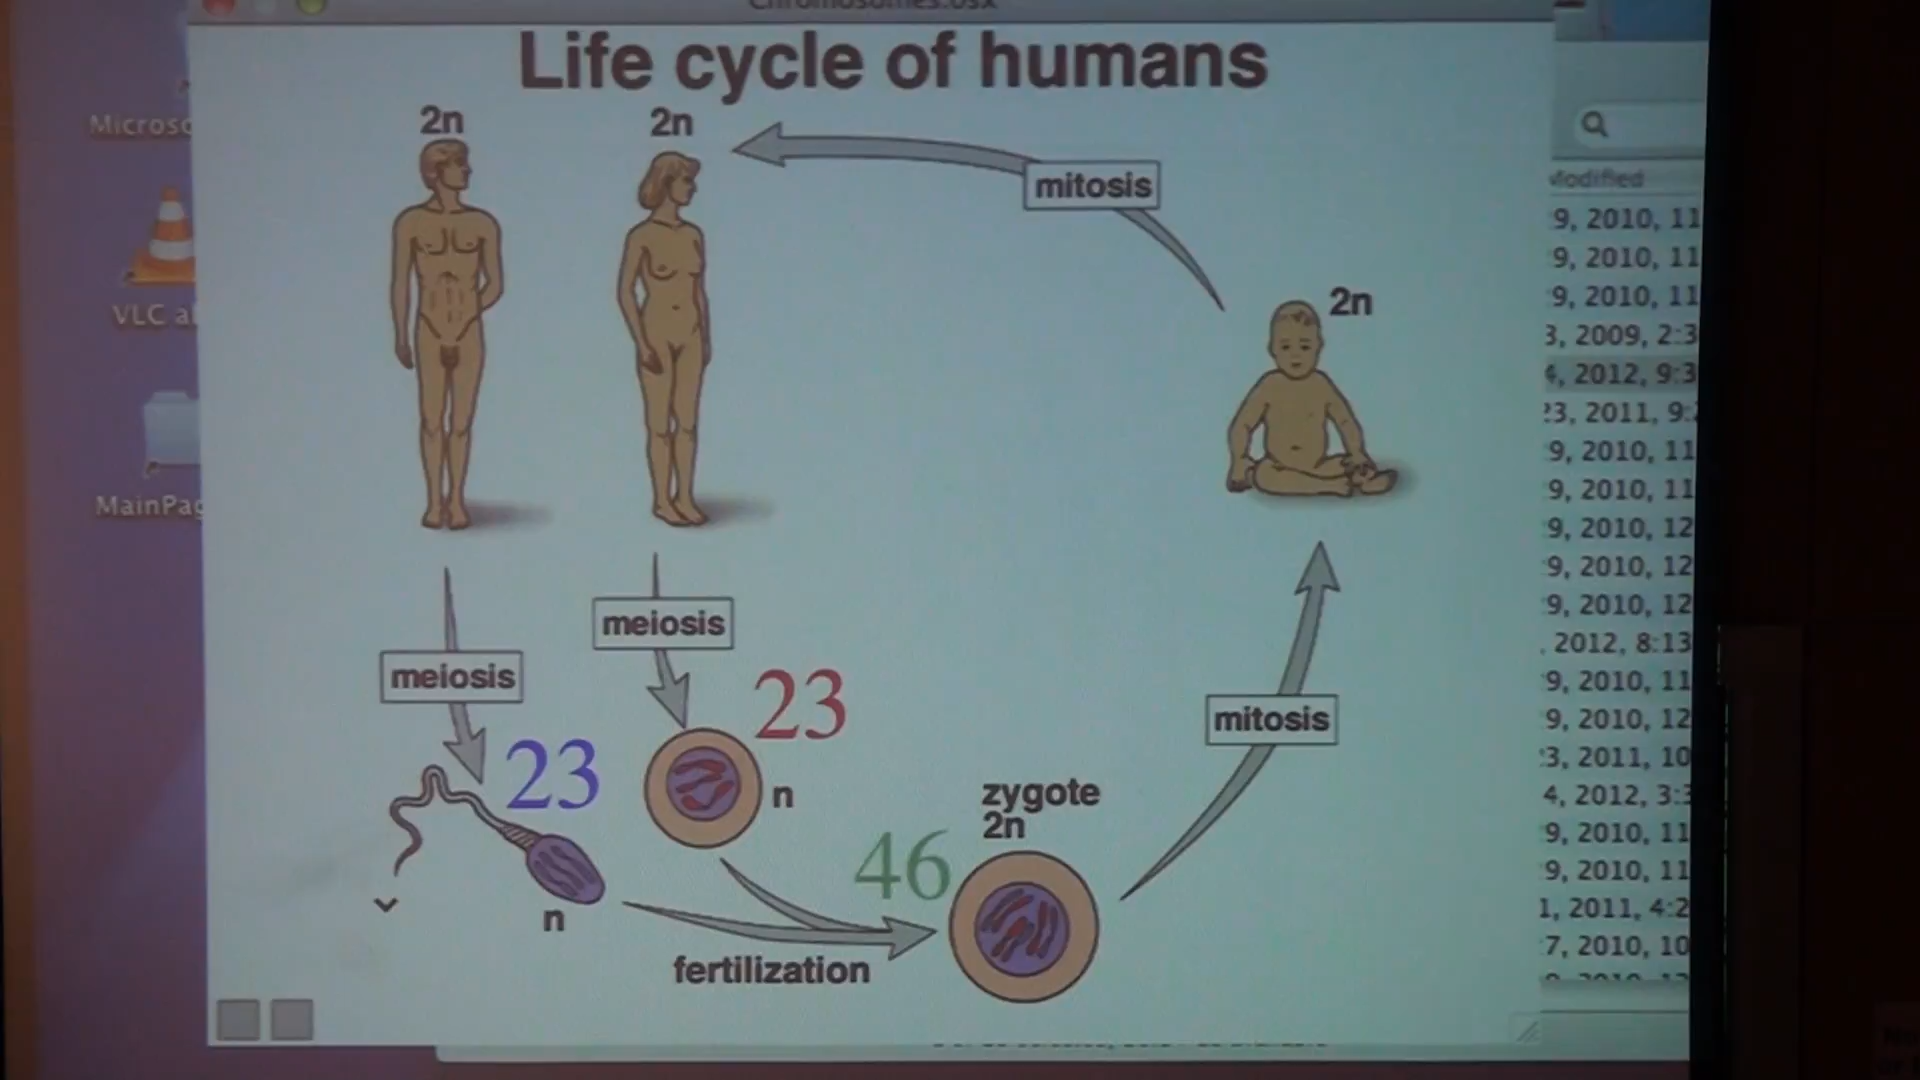 Chromosomes.osx
Life cycle of humans
2n
2n
mitosis
2n
meiosis
meiosis
23
23
n
n
46
zygote
2n
fertilization
mitosis
VLC
Modified
9, 2010, 11
9, 2010, 11
9, 2010, 11
3, 2009, 2:3
4, 2012, 9:3
23, 2011, 9:
9, 2010, 11
9, 2010, 11
9, 2010, 12
9, 2010, 12
9, 2010, 12
, 2012, 8:13
9, 2010, 11
9, 2010, 12
3, 2011, 10
4, 2012, 3:3
9, 2010, 11
9, 2010, 11
1, 2011, 4:2
7, 2010, 10